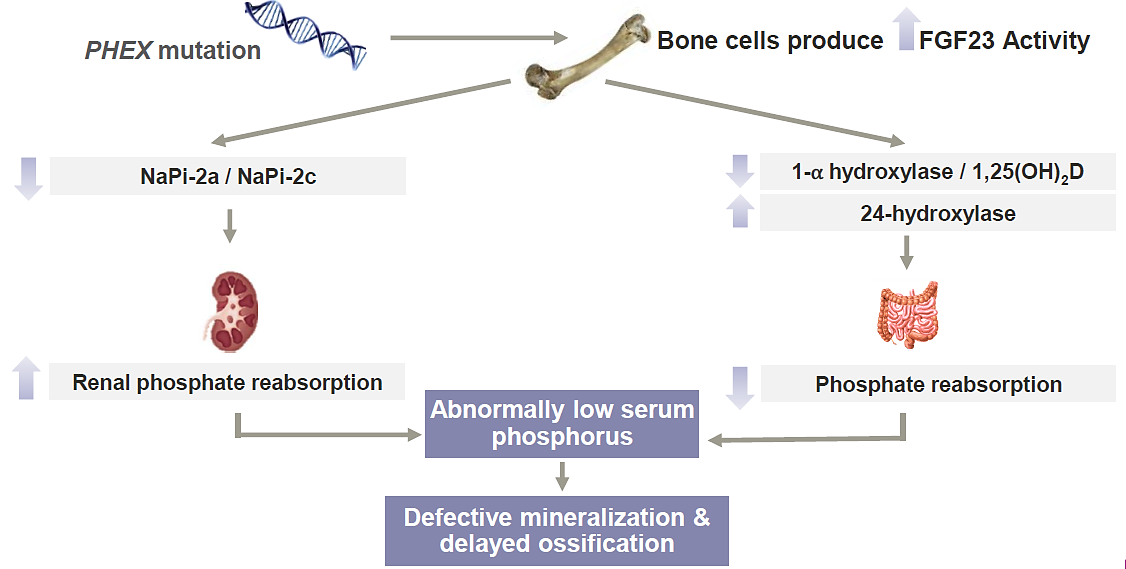 PHEX mutation
Bone cells produce FGF23 Activity
NaPi-2a / NaPi-2c
1-α hydroxylase / 1,25(OH)₂D
24-hydroxylase
Renal phosphate reabsorption
Phosphate reabsorption
Abnormally low serum
phosphorus
Defective mineralization &
delayed ossification